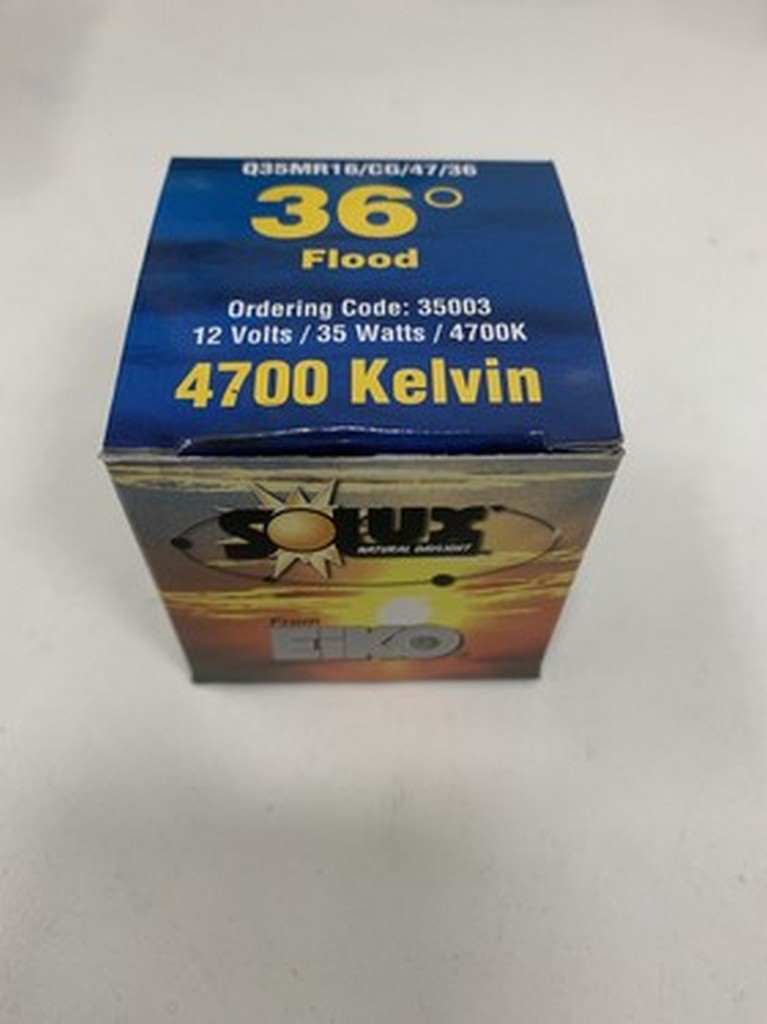 Q35MR16/CG/47/36
36°
Flood
Ordering Code: 35003
12 Volts / 35 Watts / 4700K
4700 Kelvin
SOLUX
NATURAL DAYLIGHT
From
EIKO